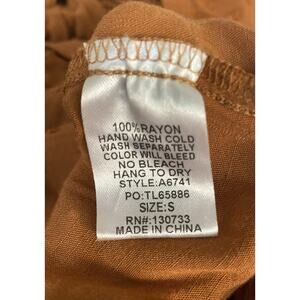 100%RAYON
HAND WASH COLD
WASH SEPARATELY
COLOR WILL BLEED
NO BLEACH
HANG TO DRY
STYLE:A6741
PO:TL65886
SIZE:S
RN#:130733
MADE IN CHINA